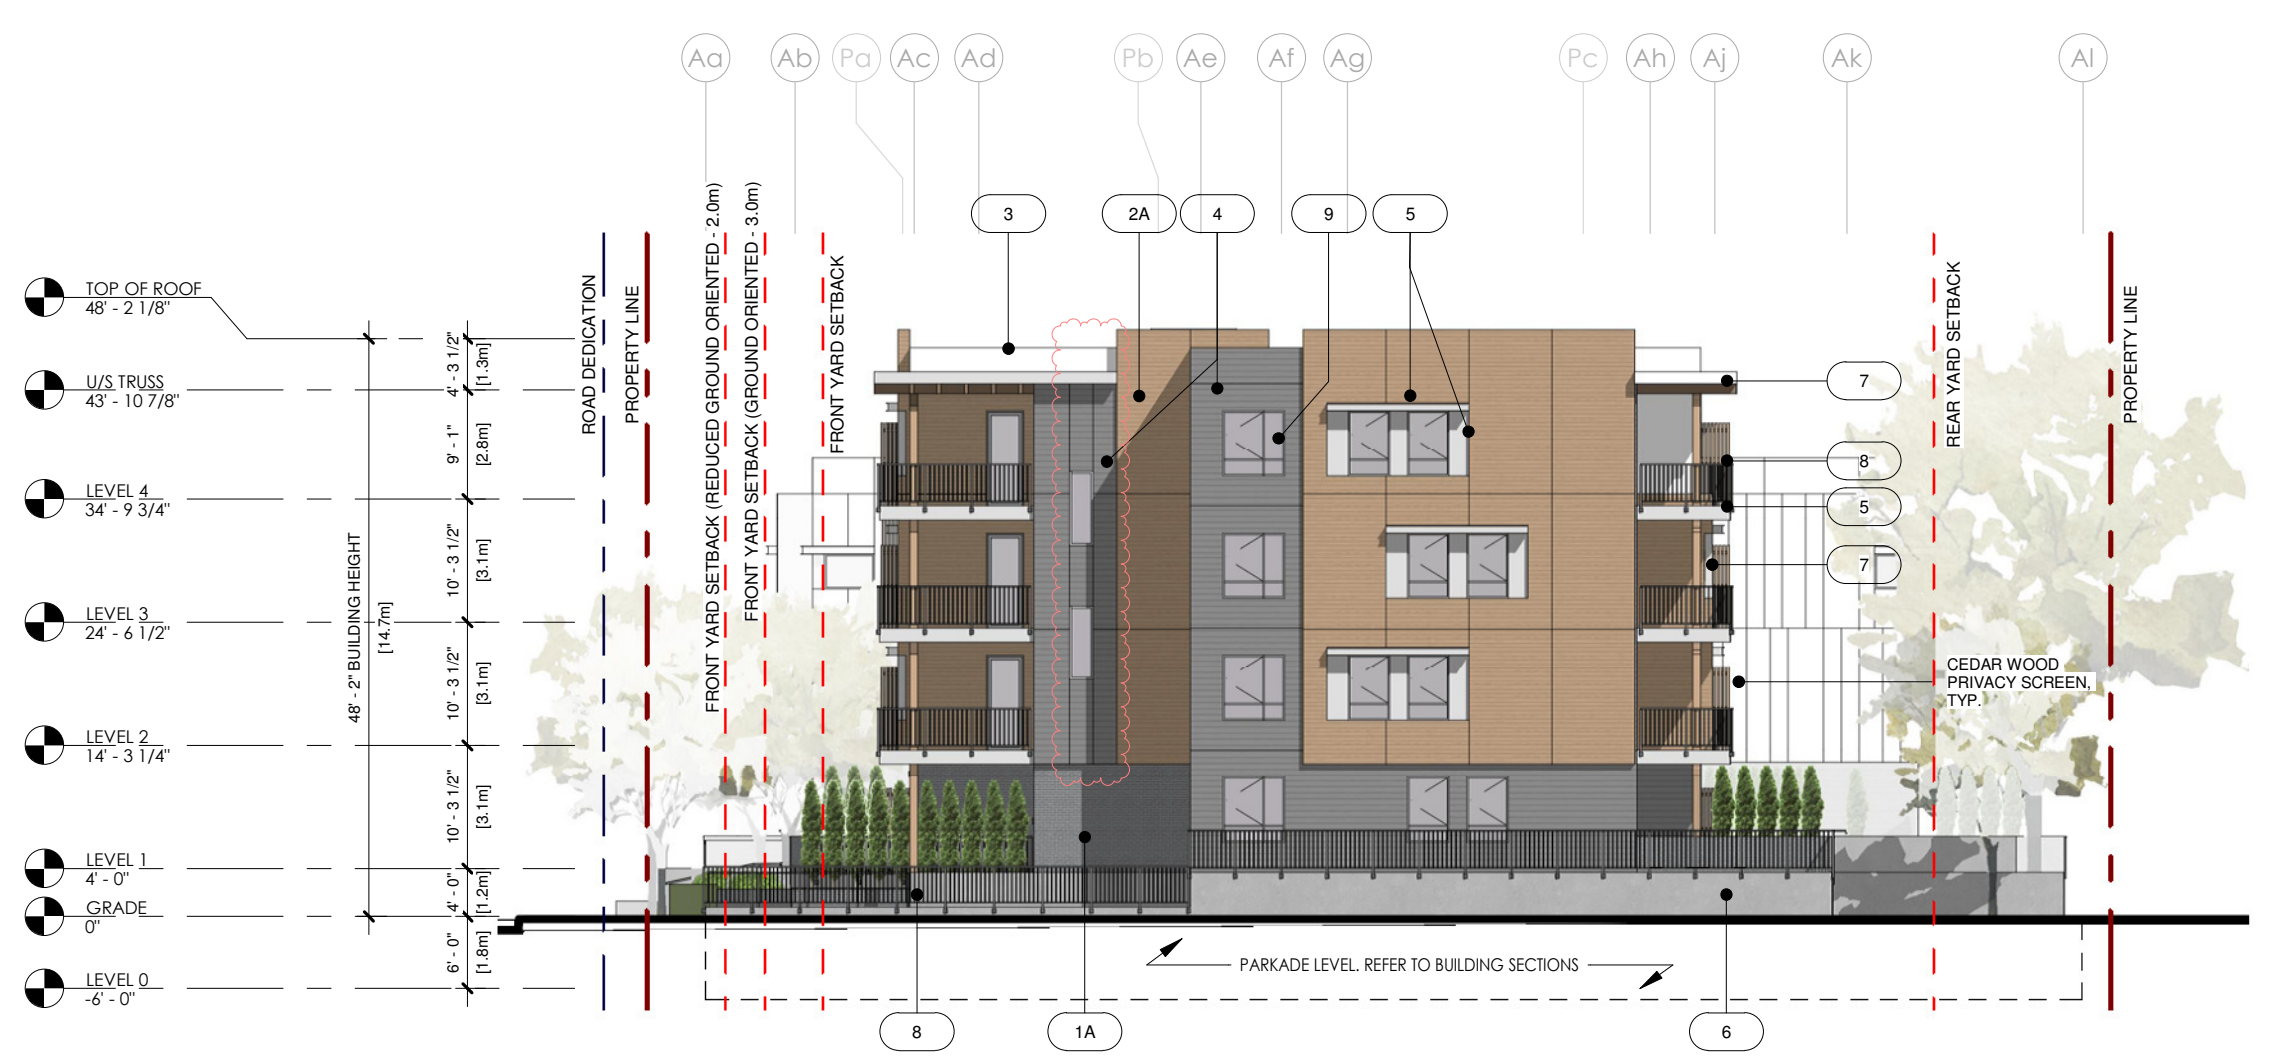 Aa
Ab
Pa
Ac
Ad
Pb
Ae
Af
Ag
Pc
Ah
Aj
Ak
Al
3
2A
4
9
5
TOP OF ROOF
48' - 2 1/8"
U/S TRUSS
43' - 10 7/8"
LEVEL 4
34' - 9 3/4"
LEVEL 3
24' - 6 1/2"
LEVEL 2
14' - 3 1/4"
LEVEL 1
4' - 0"
GRADE
0"
LEVEL 0
-6' - 0"
48' - 2" BUILDING HEIGHT
[14.7m]
4' - 3 1/2"
[1.3m]
9' - 1"
[2.8m]
10' - 3 1/2"
[3.1m]
10' - 3 1/2"
[3.1m]
10' - 3 1/2"
[3.1m]
4' - 0"
[1.2m]
6' - 0"
[1.8m]
ROAD DEDICATION
PROPERTY LINE
FRONT YARD SETBACK (REDUCED GROUND ORIENTED - 2.0m)
FRONT YARD SETBACK (GROUND ORIENTED - 3.0m)
FRONT YARD SETBACK
REAR YARD SETBACK
PROPERTY LINE
7
8
5
7
CEDAR WOOD
PRIVACY SCREEN,
TYP.
PARKADE LEVEL. REFER TO BUILDING SECTIONS
8
1A
6